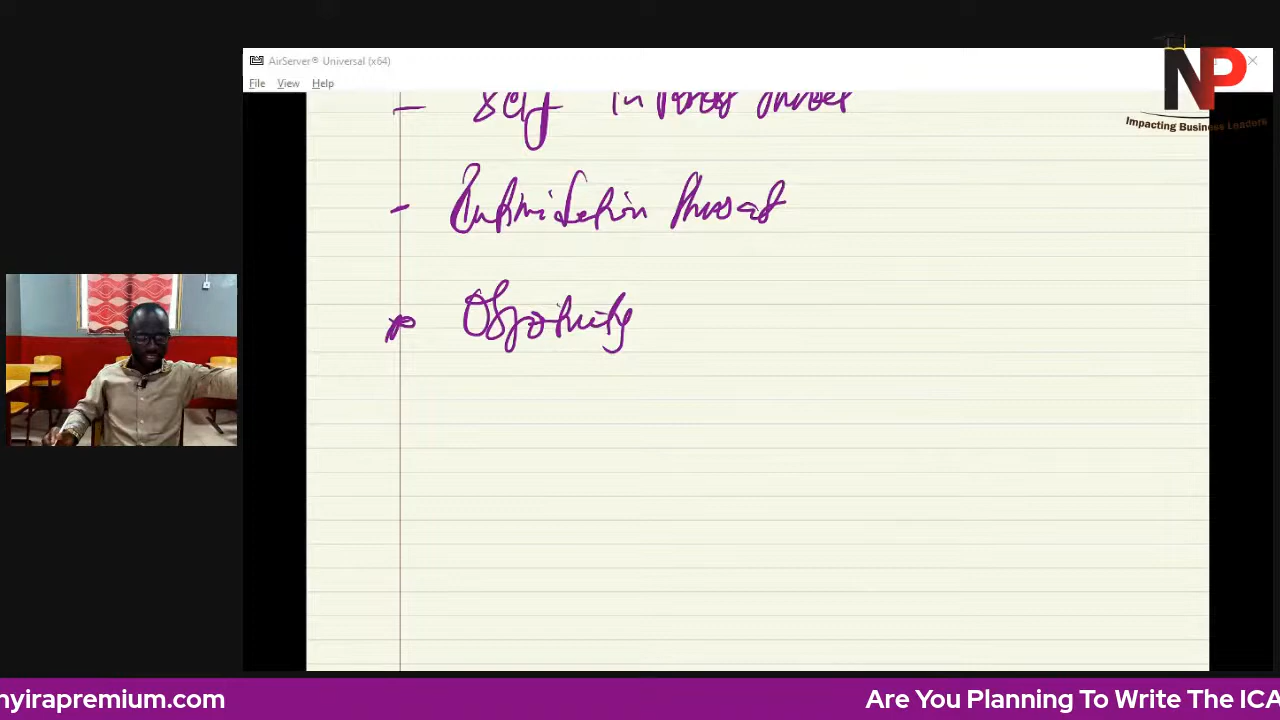 AirServer® Universal (x64)
File View Help
NP
Impacting Business Leaders
- Self Interest threat
- Intimidation threat
* Objectivity
nyirapremium.com
Are You Planning To Write The ICA